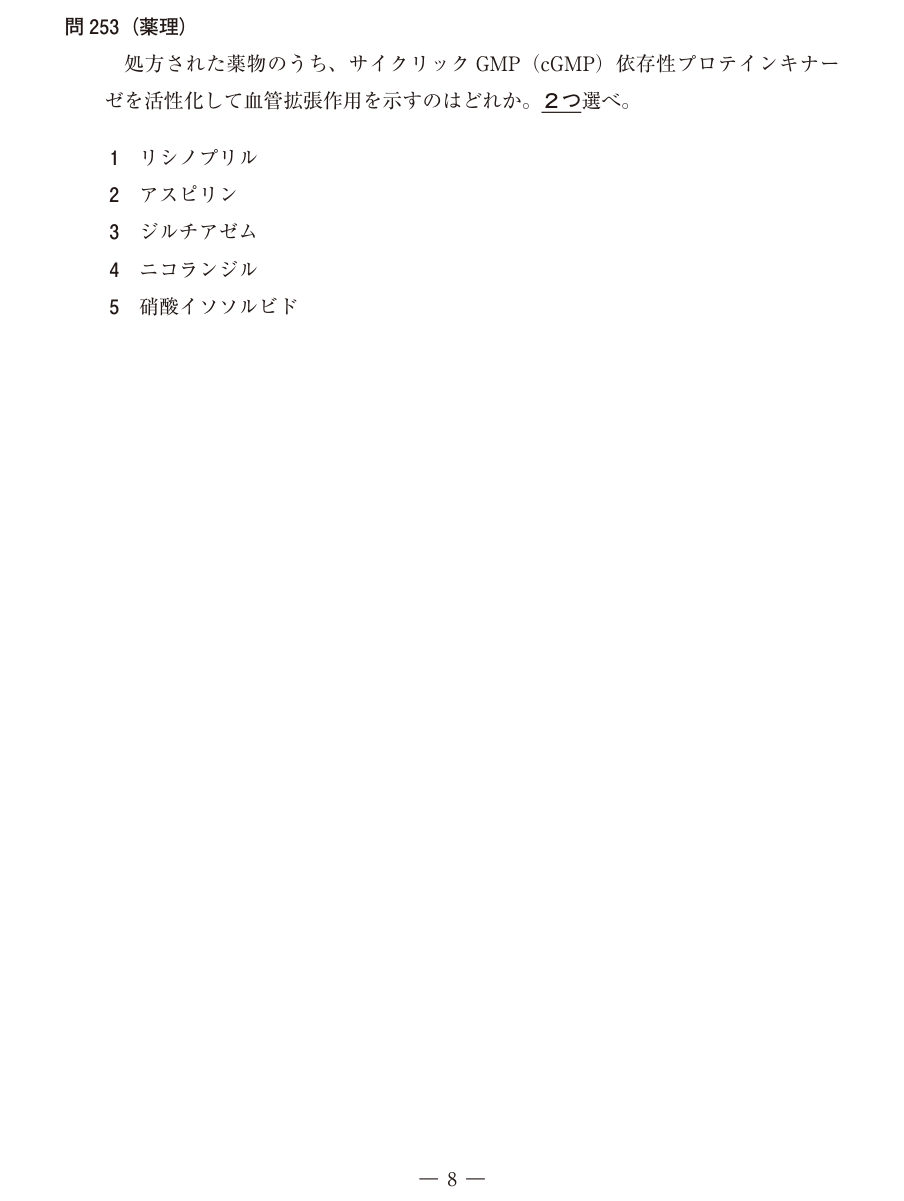 問 253（薬理）
処方された薬物のうち、サイクリック GMP（cGMP）依存性プロテインキナー
ゼを活性化して血管拡張作用を示すのはどれか。２つ選べ。
1 リシノプリル
2 アスピリン
3 ジルチアゼム
4 ニコランジル
5 硝酸イソソルビド
― 8 ―